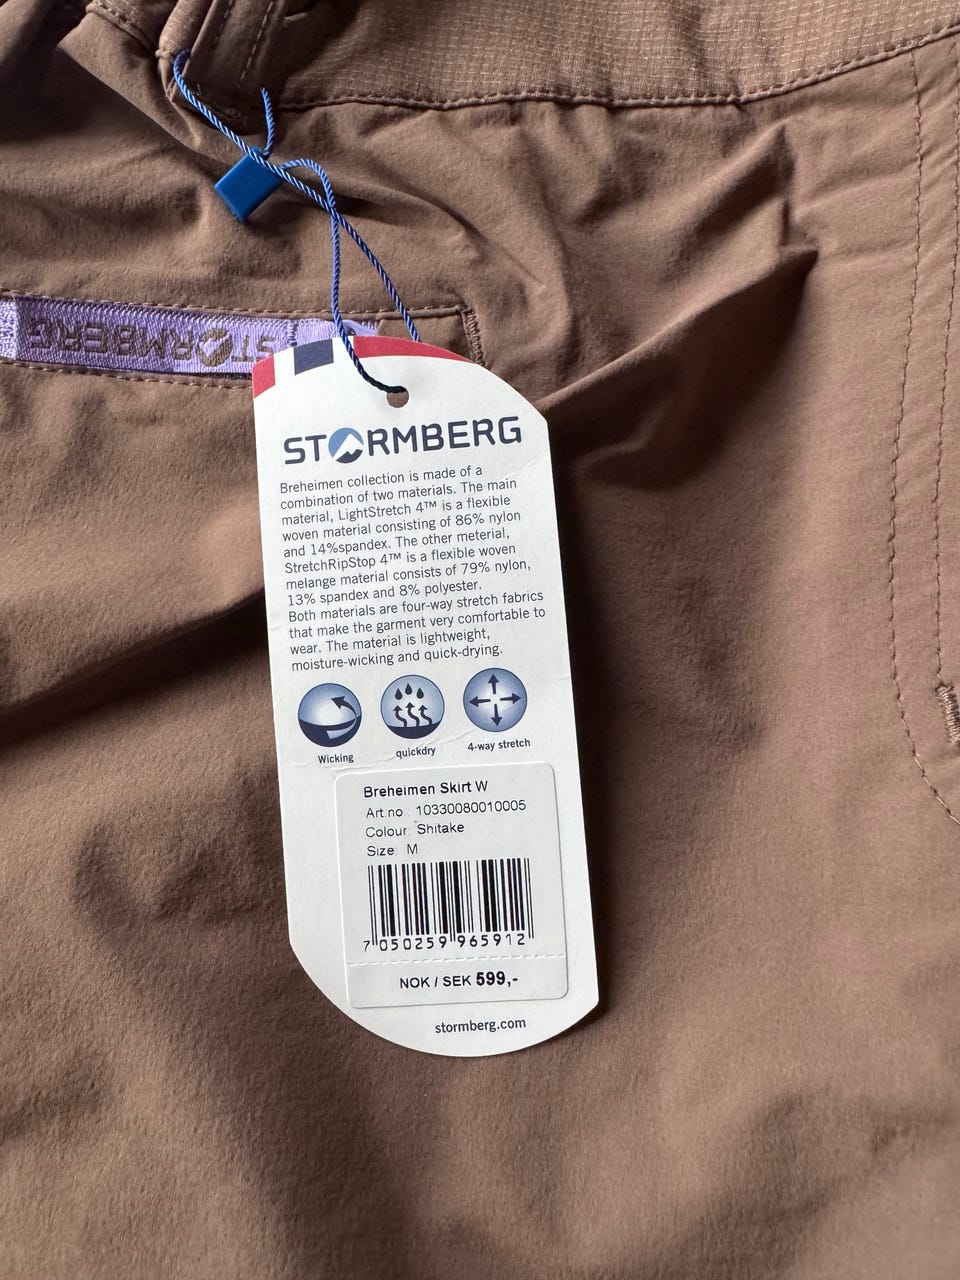 STORMBERG
STORMBERG
Breheimen collection is made of a
combination of two materials. The main
material, LightStretch 4™ is a flexible
woven material consisting of 86% nylon
and 14%spandex. The other meterial,
StretchRipStop 4™ is a flexible woven
melange material consists of 79% nylon,
13% spandex and 8% polyester.
Both materials are four-way stretch fabrics
that make the garment very comfortable to
wear. The material is lightweight,
moisture-wicking and quick-drying.
Wicking quickdry 4-way stretch
Breheimen Skirt W
Art.no : 10330080010005
Colour: Shitake
Size: M
7 050259 965912
NOK / SEK 599,-
stormberg.com